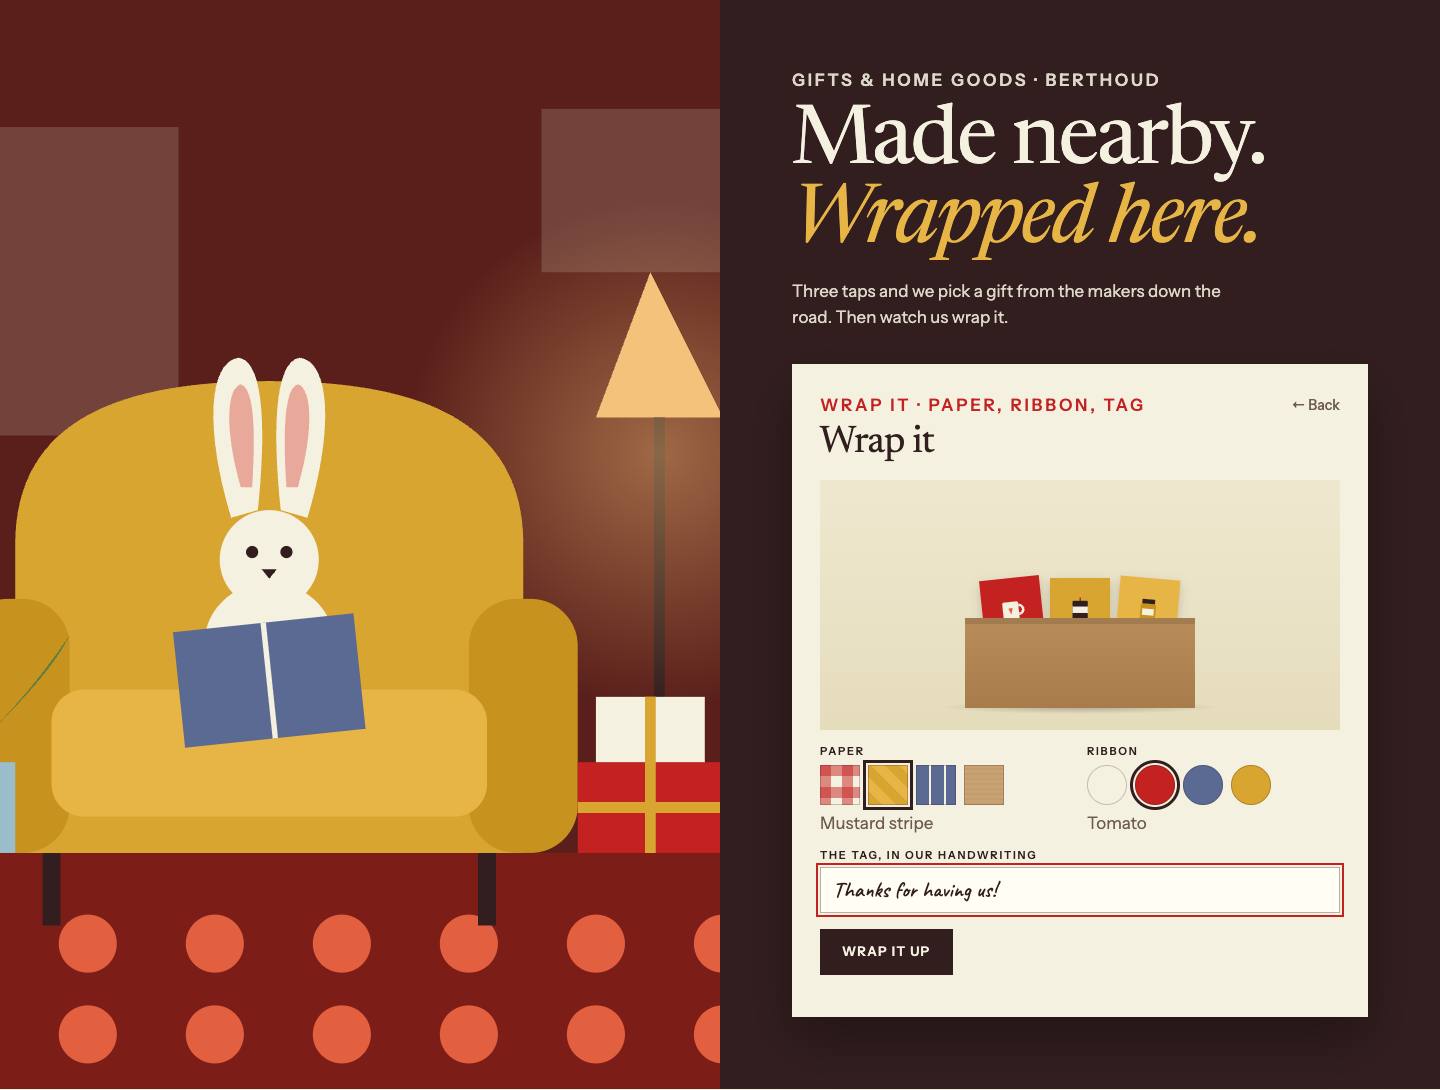 GIFTS & HOME GOODS · BERTHOUD
Made nearby.
Wrapped here.
Three taps and we pick a gift from the makers down the
road. Then watch us wrap it.
WRAP IT · PAPER, RIBBON, TAG
← Back
Wrap it
PAPER
RIBBON
Mustard stripe
Tomato
THE TAG, IN OUR HANDWRITING
Thanks for having us!
WRAP IT UP